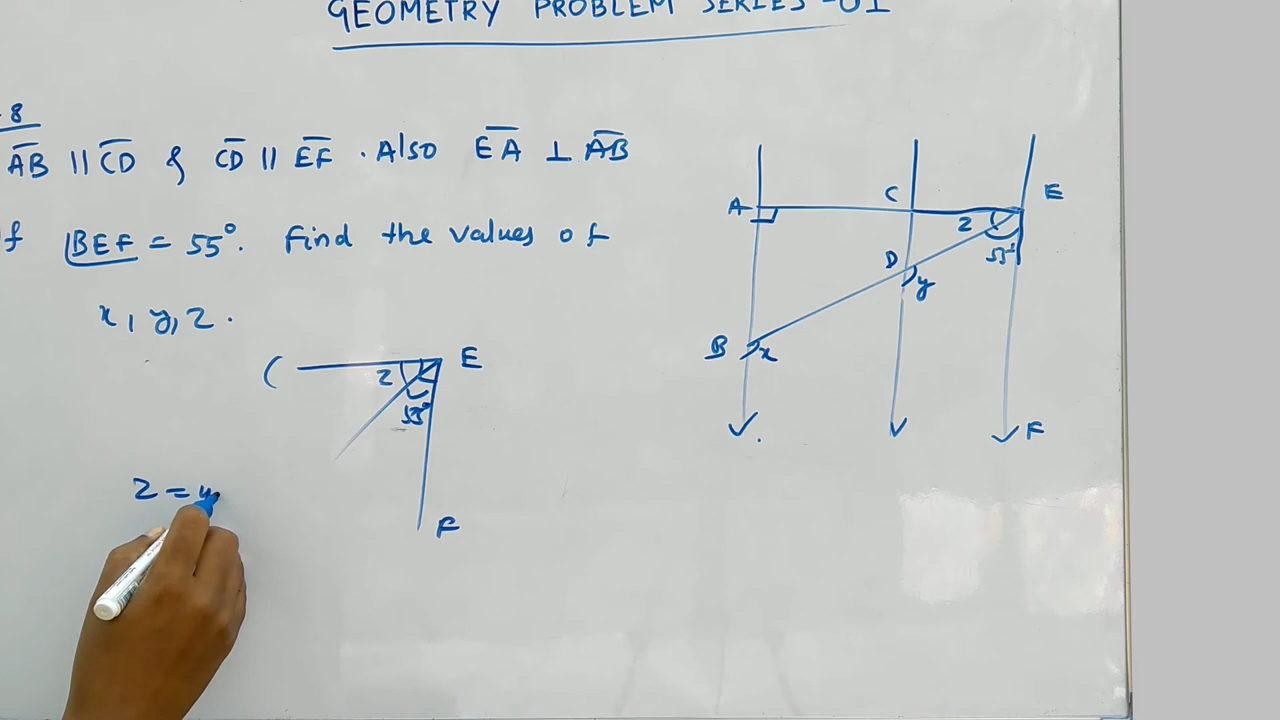 GEOMETRY PROBLEM SERIES-01
8
AB || CD & CD || EF. Also EA ⊥ AB
∠BEF = 55°. Find the values of
x, y, z.
A C E
z
55°
D
y
B x
F
E
z
55°
F
z =